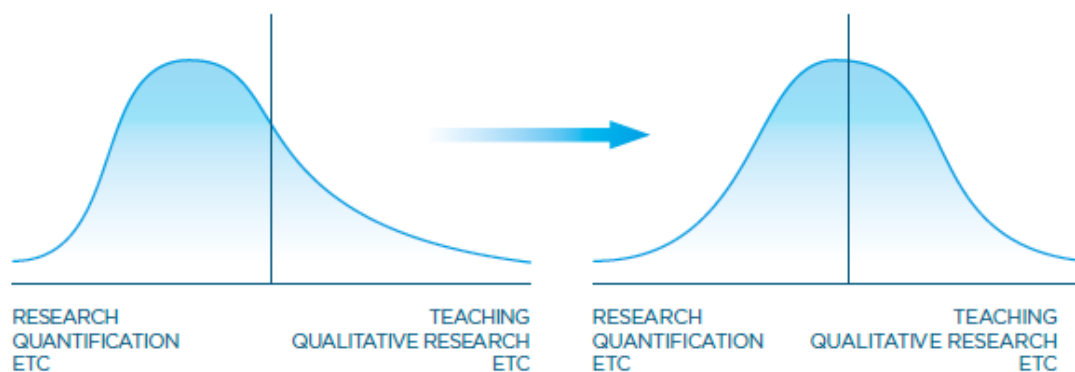 RESEARCH
QUANTIFICATION
ETC
TEACHING
QUALITATIVE RESEARCH
ETC
RESEARCH
QUANTIFICATION
ETC
TEACHING
QUALITATIVE RESEARCH
ETC